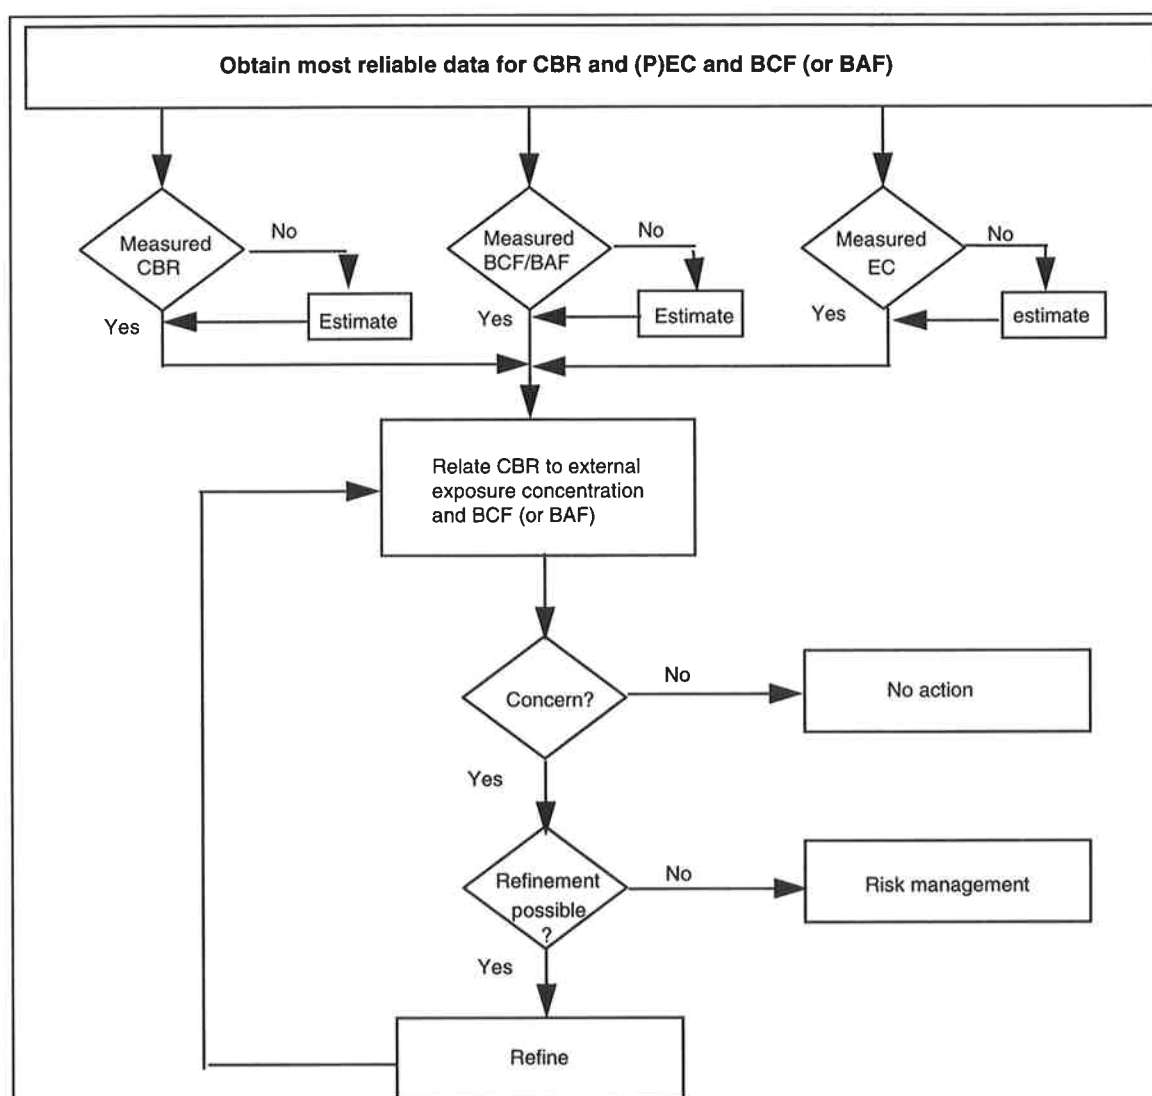 Obtain most reliable data for CBR and (P)EC and BCF (or BAF)
Measured
CBR
No
Estimate
Yes
Measured
BCF/BAF
No
Estimate
Yes
Measured
EC
No
estimate
Yes
Relate CBR to external
exposure concentration
and BCF (or BAF)
Concern?
No
No action
Yes
Refinement
possible
?
No
Risk management
Yes
Refine